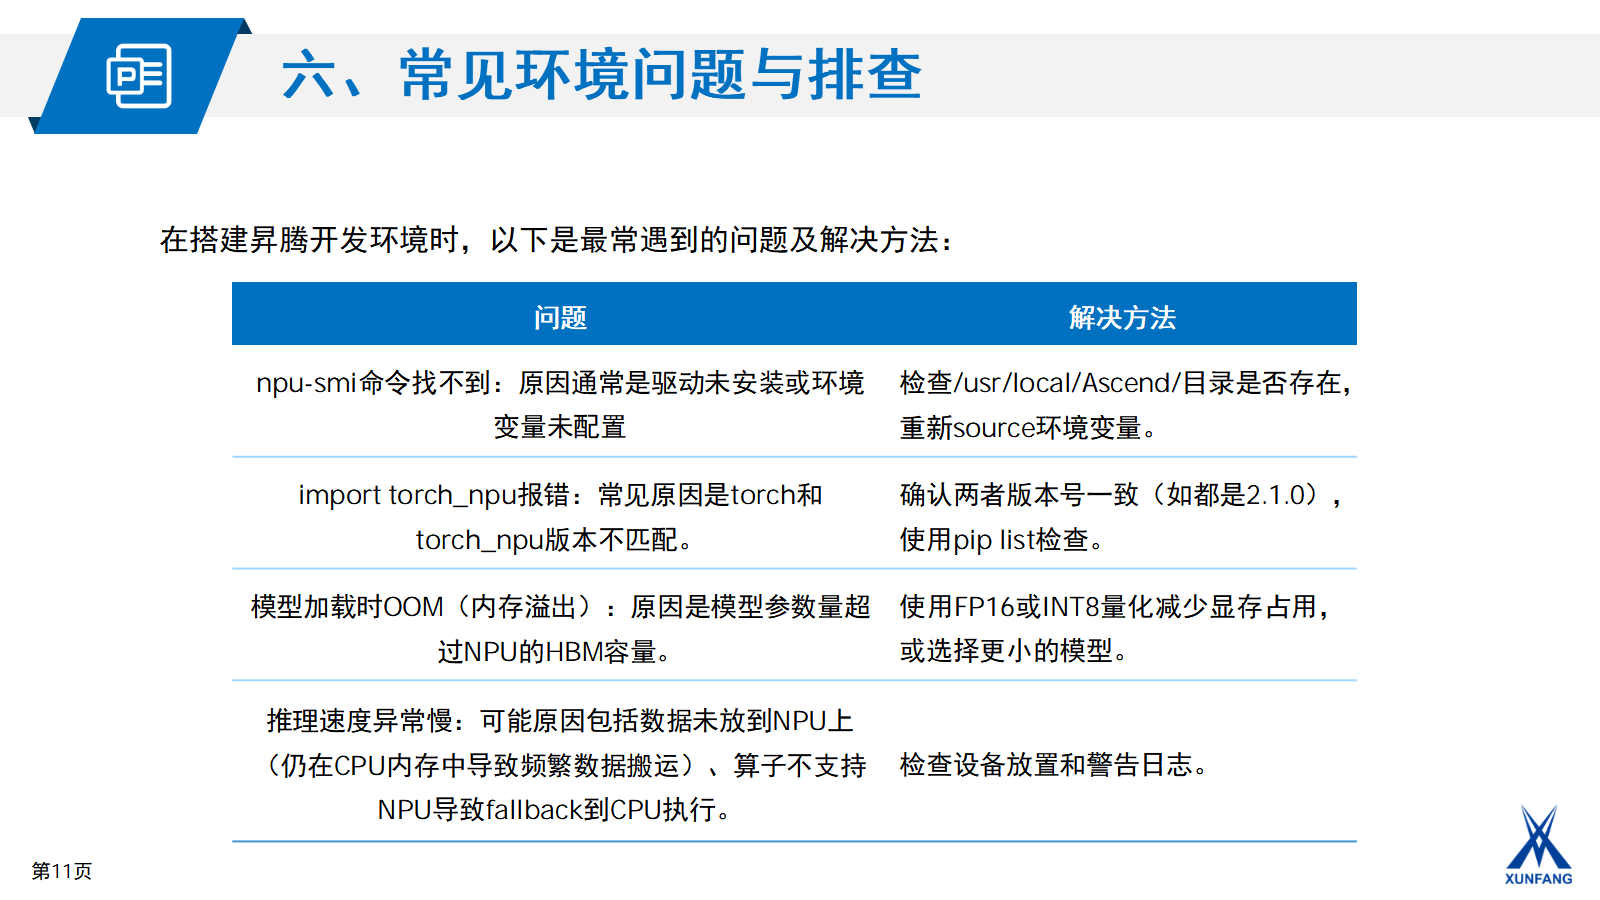 六、常见环境问题与排查
在搭建昇腾开发环境时，以下是最常遇到的问题及解决方法：
问题
解决方法
npu-smi命令找不到：原因通常是驱动未安装或环境
变量未配置
检查/usr/local/Ascend/目录是否存在，
重新source环境变量。
import torch_npu报错：常见原因是torch和
torch_npu版本不匹配。
确认两者版本号一致（如都是2.1.0），
使用pip list检查。
模型加载时OOM（内存溢出）：原因是模型参数量超
过NPU的HBM容量。
使用FP16或INT8量化减少显存占用，
或选择更小的模型。
推理速度异常慢：可能原因包括数据未放到NPU上
（仍在CPU内存中导致频繁数据搬运）、算子不支持
NPU导致fallback到CPU执行。
检查设备放置和警告日志。
第11页
XUNFANG